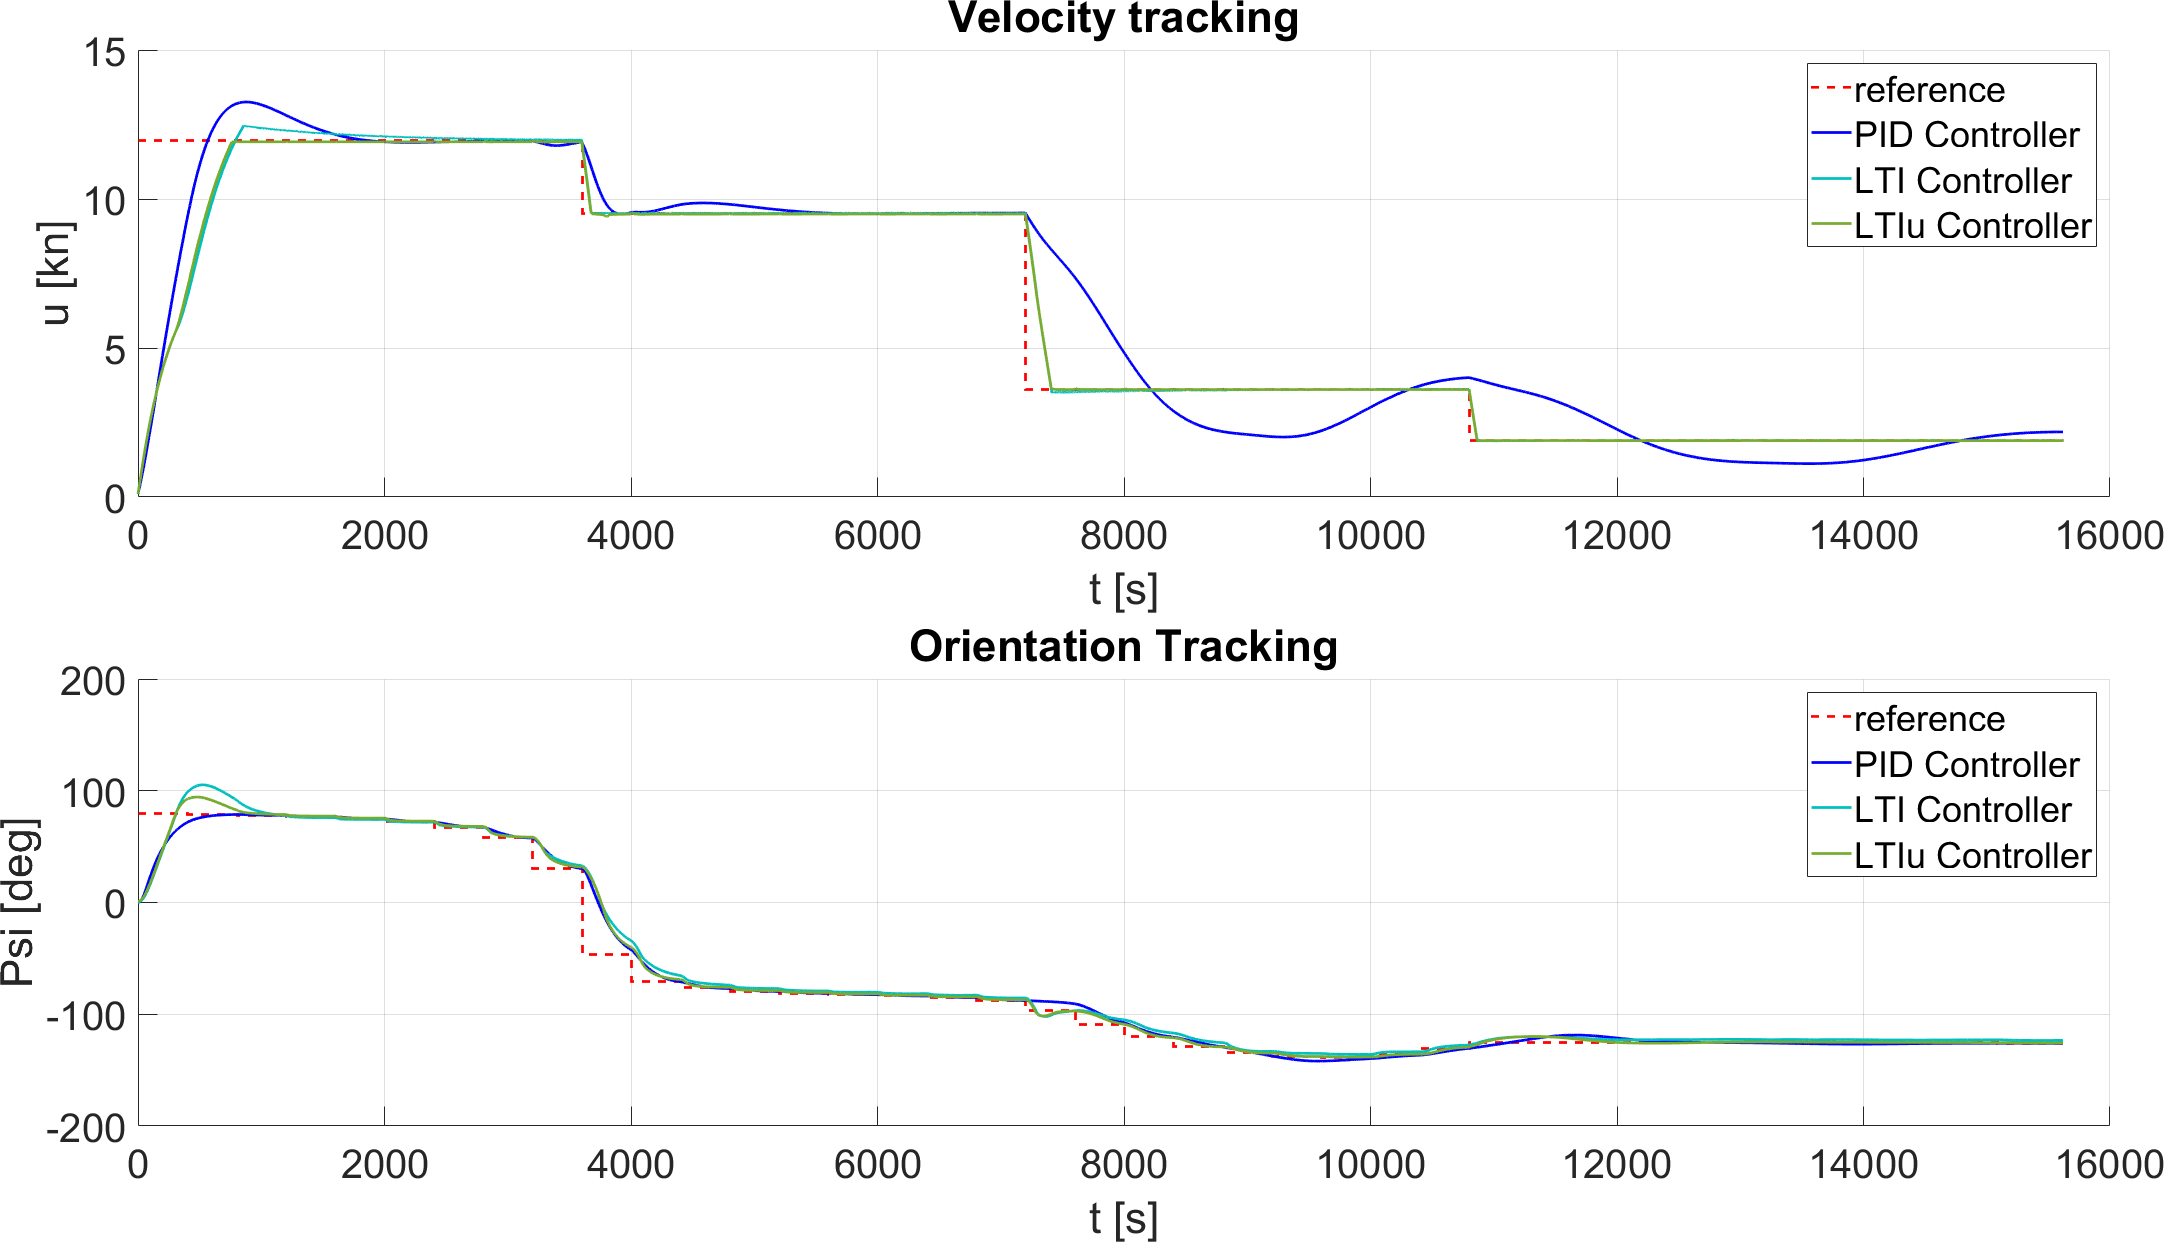 Velocity tracking
15
10
5
0
u [kn]
reference
PID Controller
LTI Controller
LTIu Controller
0 2000 4000 6000 8000 10000 12000 14000 16000
t [s]
Orientation Tracking
200
100
0
-100
-200
Psi [deg]
reference
PID Controller
LTI Controller
LTIu Controller
0 2000 4000 6000 8000 10000 12000 14000 16000
t [s]